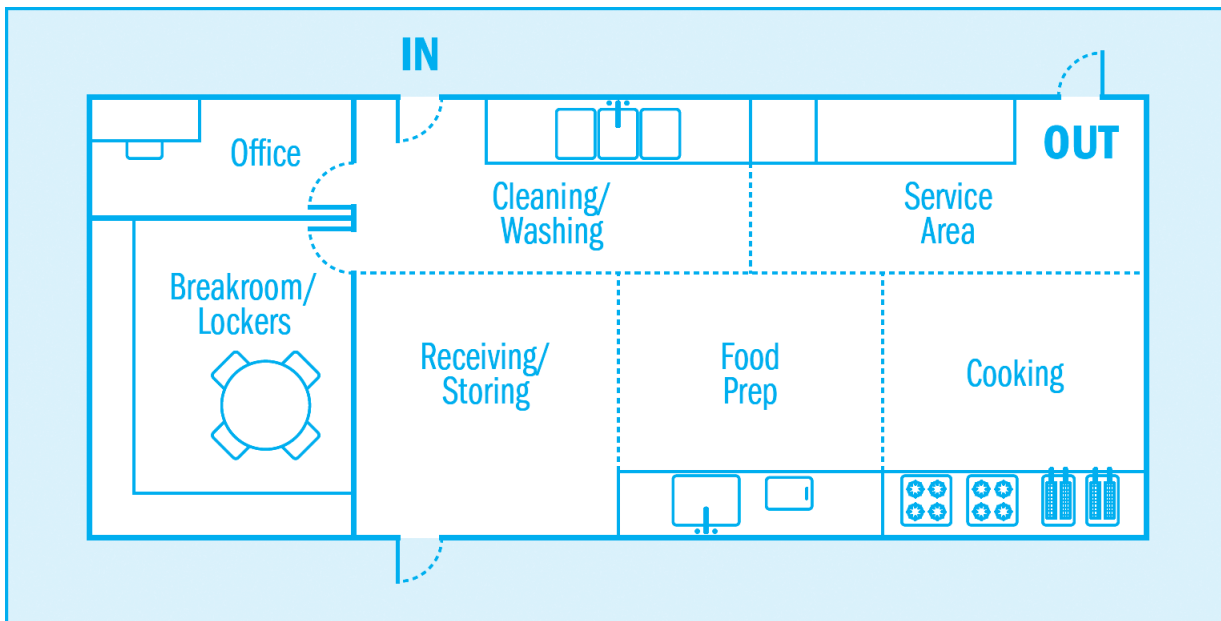 IN
OUT
Office
Cleaning/
Washing
Service
Area
Breakroom/
Lockers
Receiving/
Storing
Food
Prep
Cooking